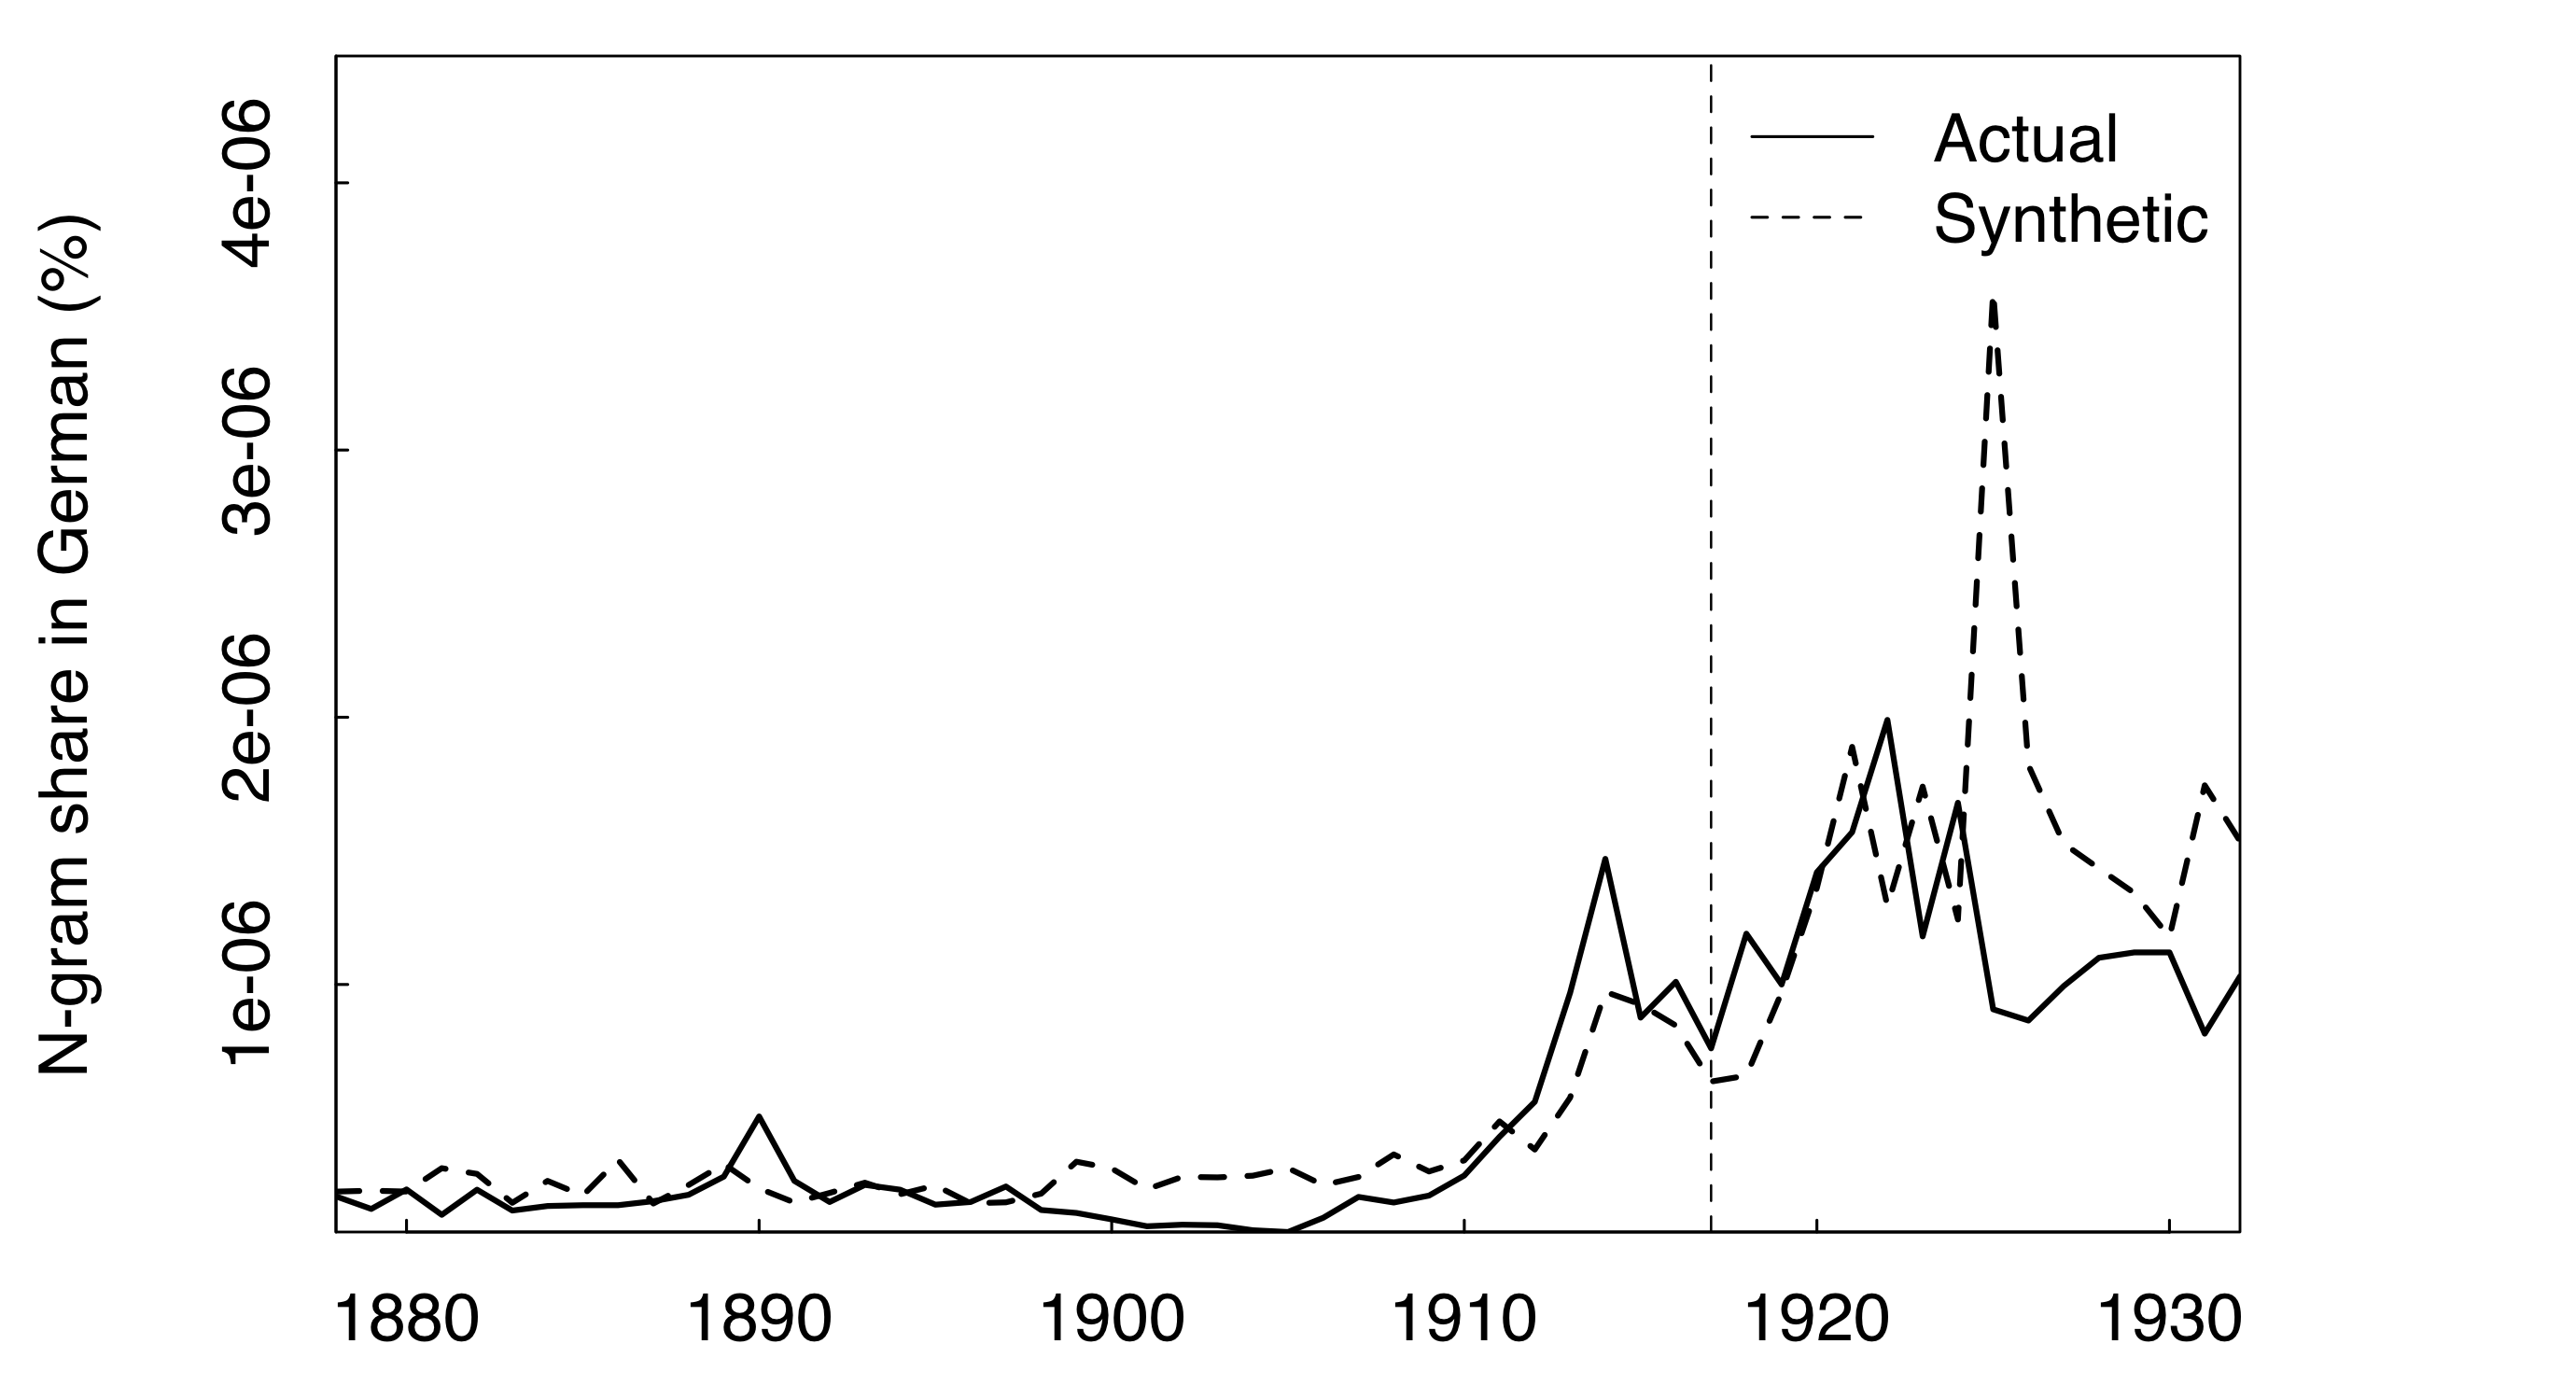 N-gram share in German (%)
4e-06
3e-06
2e-06
1e-06
Actual
Synthetic
1880 1890 1900 1910 1920 1930